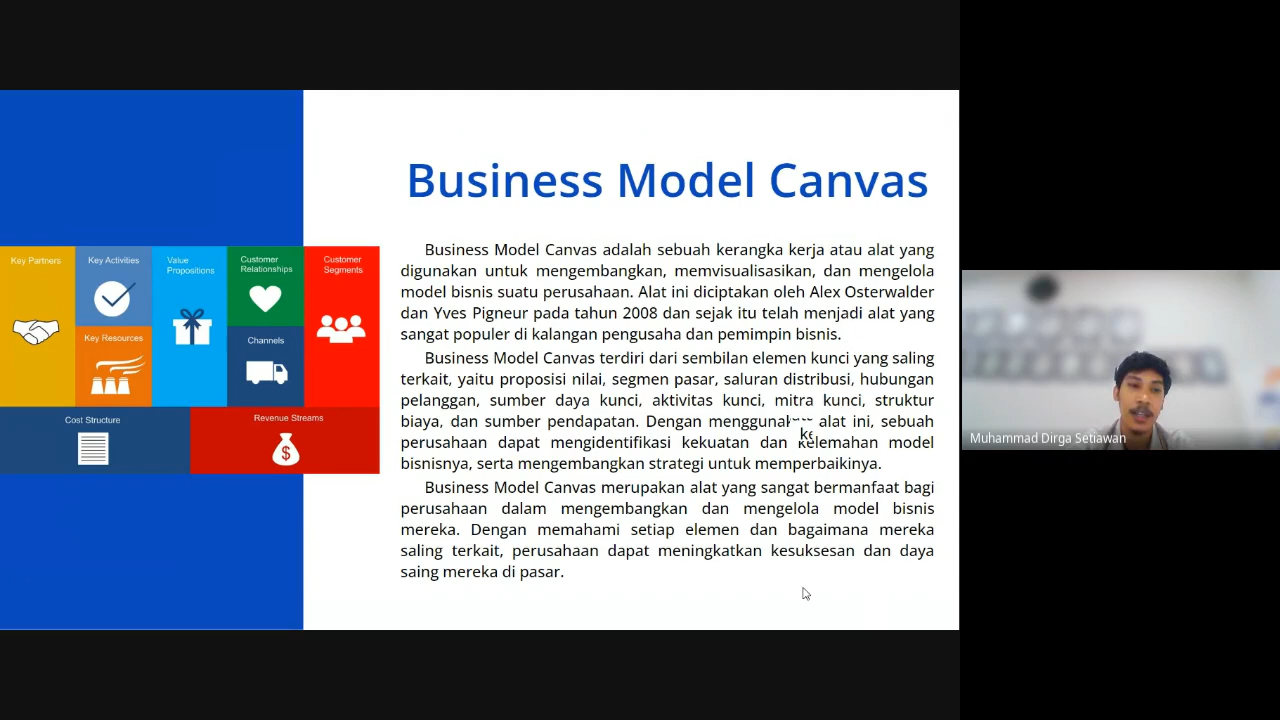 Business Model Canvas
Key Partners
Key Activities
Value
Propositions
Customer
Relationships
Customer
Segments
Key Resources
Channels
Cost Structure
Revenue Streams
Business Model Canvas adalah sebuah kerangka kerja atau alat yang
digunakan untuk mengembangkan, memvisualisasikan, dan mengelola
model bisnis suatu perusahaan. Alat ini diciptakan oleh Alex Osterwalder
dan Yves Pigneur pada tahun 2008 dan sejak itu telah menjadi alat yang
sangat populer di kalangan pengusaha dan pemimpin bisnis.
Business Model Canvas terdiri dari sembilan elemen kunci yang saling
terkait, yaitu proposisi nilai, segmen pasar, saluran distribusi, hubungan
pelanggan, sumber daya kunci, aktivitas kunci, mitra kunci, struktur
biaya, dan sumber pendapatan. Dengan alat ini, sebuah
perusahaan dapat mengidentifikasi kekuatan dan kelemahan model
bisnisnya, serta mengembangkan strategi untuk memperbaikinya.
Business Model Canvas merupakan alat yang sangat bermanfaat bagi
perusahaan dalam mengembangkan dan mengelola model bisnis
mereka. Dengan memahami setiap elemen dan bagaimana mereka
saling terkait, perusahaan dapat meningkatkan kesuksesan dan daya
saing mereka di pasar.
Muhammad Dirga Setiawan